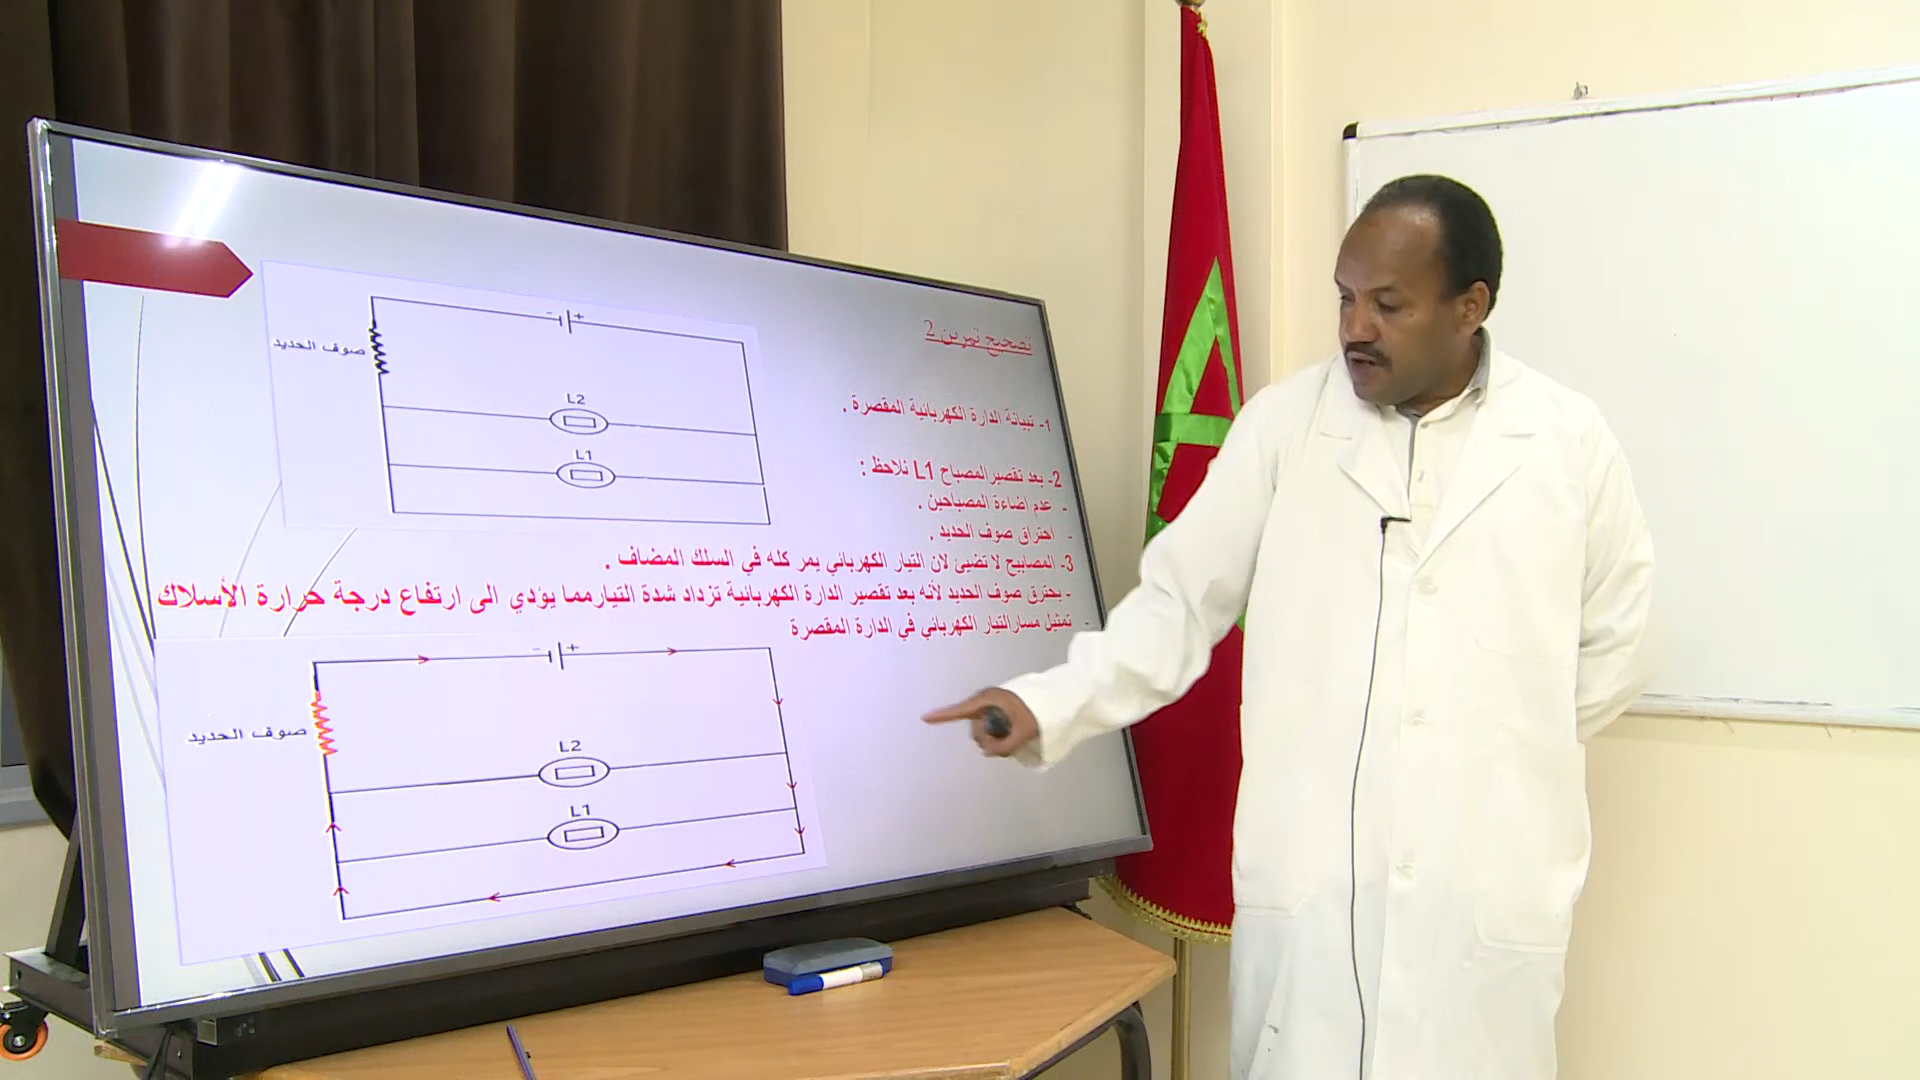 تصحيح تمرين 2
1- تبيانة الدارة الكهربائية المقصرة .
- +
صوف الحديد
L2
L1
2- بعد تقصيرالمصباح L1 نلاحظ :
- عدم اضاءة المصباحين .
- احتراق صوف الحديد .
3- المصابيح لا تضيئ لان التيار الكهربائي يمر كله في السلك المضاف .
- يحترق صوف الحديد لأنه بعد تقصير الدارة الكهربائية تزداد شدة التيارمما يؤدي الى ارتفاع درجة حرارة الأسلاك
- تمثيل مسارالتيار الكهربائي في الدارة المقصرة
- +
صوف الحديد
L2
L1